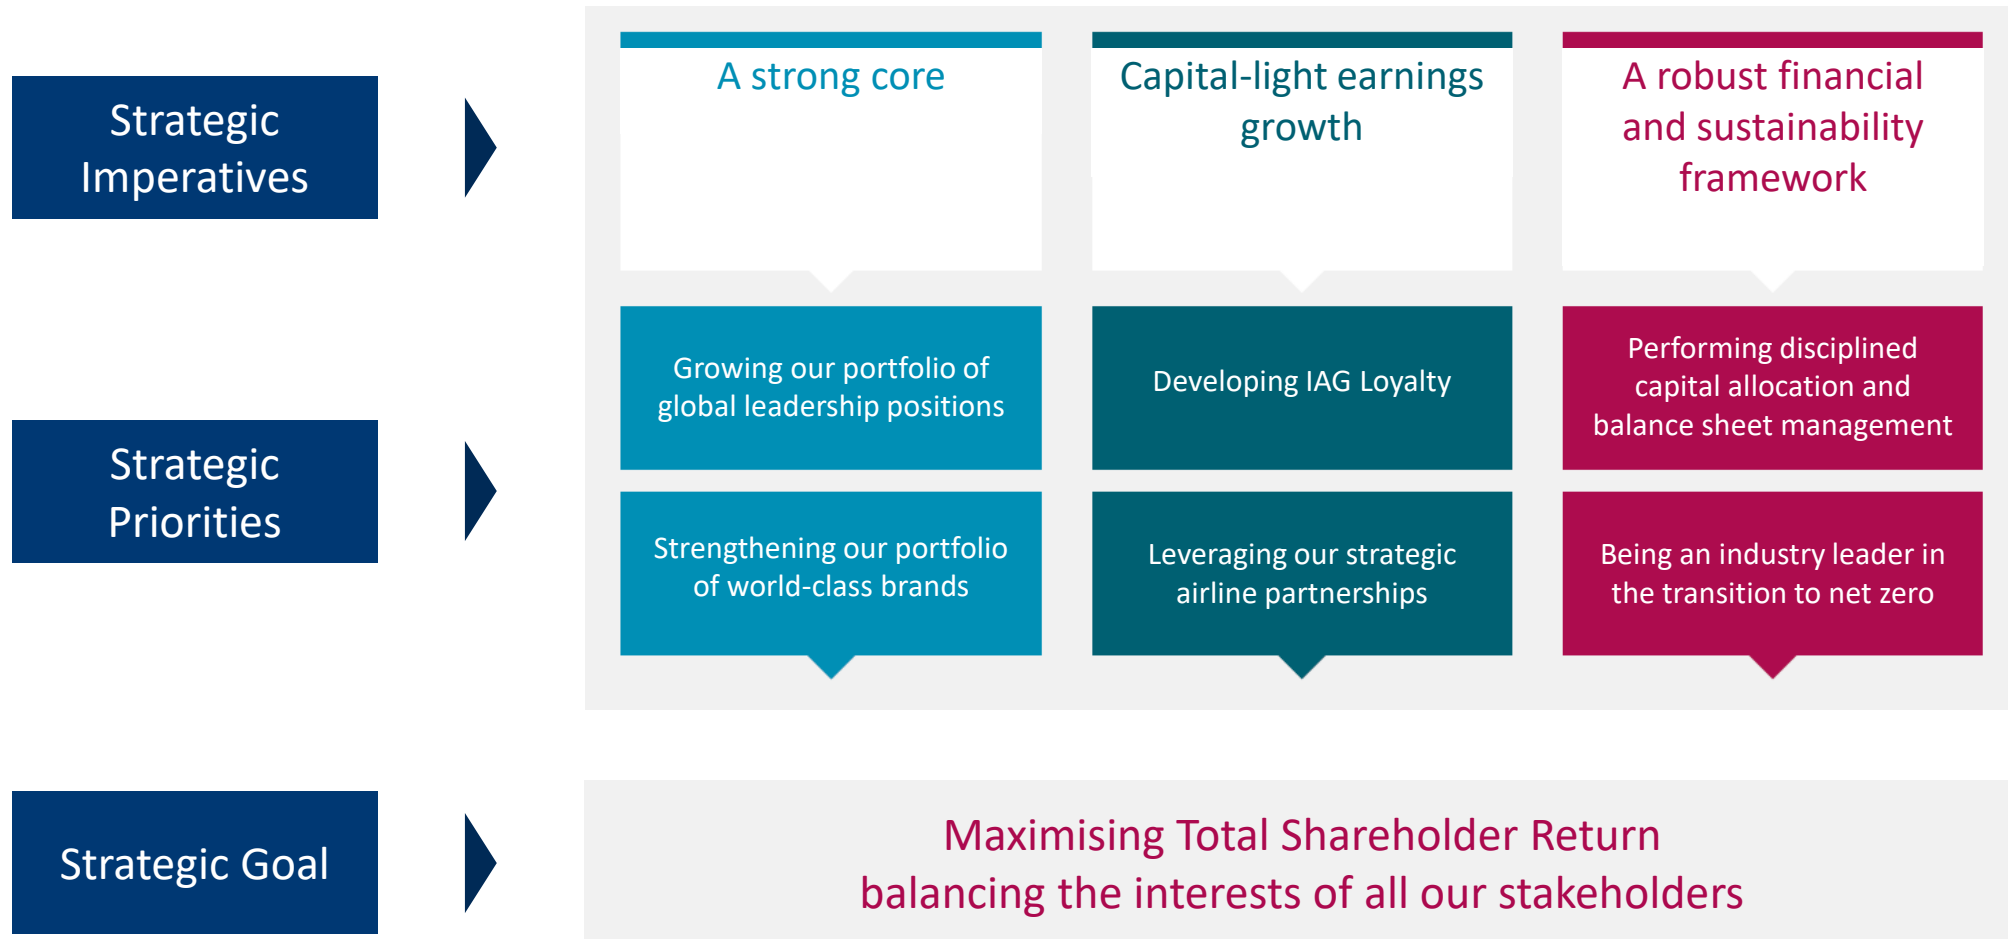 Strategic
Imperatives
A strong core
Capital-light earnings
growth
A robust financial
and sustainability
framework
Strategic
Priorities
Growing our portfolio of
global leadership positions
Developing IAG Loyalty
Performing disciplined
capital allocation and
balance sheet management
Strengthening our portfolio
of world-class brands
Leveraging our strategic
airline partnerships
Being an industry leader in
the transition to net zero
Strategic Goal
Maximising Total Shareholder Return
balancing the interests of all our stakeholders